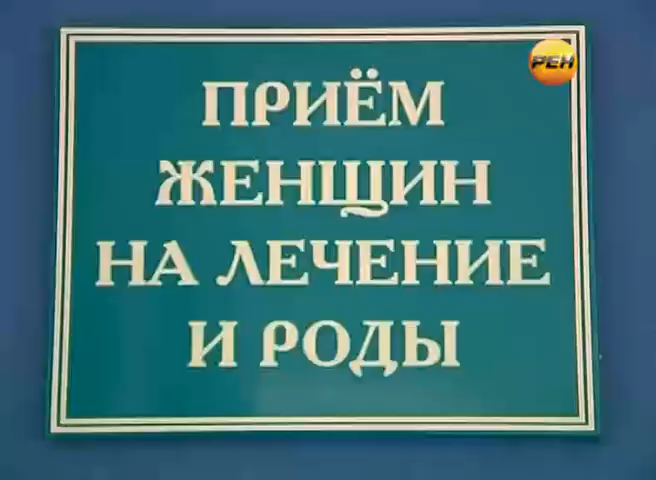 РЕН
ПРИЁМ
ЖЕНЩИН
НА ЛЕЧЕНИЕ
И РОДЫ